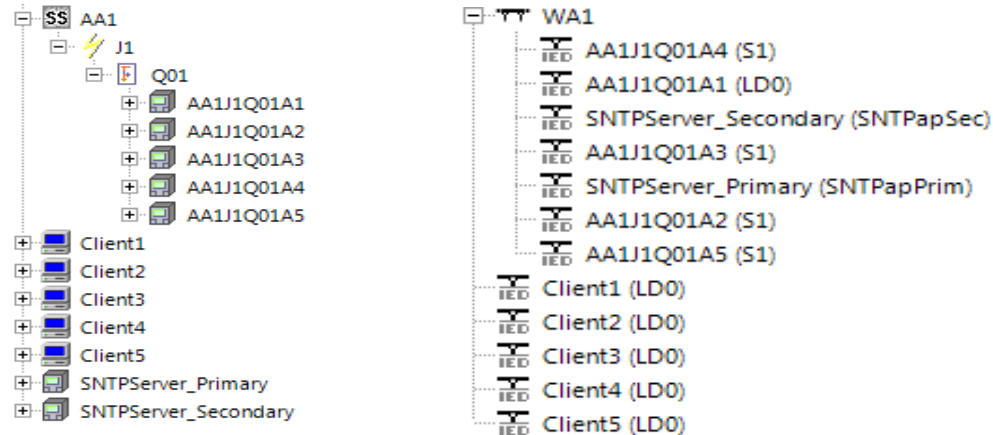 SS AA1
J1
Q01
AA1J1Q01A1
AA1J1Q01A2
AA1J1Q01A3
AA1J1Q01A4
AA1J1Q01A5
Client1
Client2
Client3
Client4
Client5
SNTPServer_Primary
SNTPServer_Secondary
WA1
IED AA1J1Q01A4 (S1)
IED AA1J1Q01A1 (LD0)
IED SNTPServer_Secondary (SNTPapSec)
IED AA1J1Q01A3 (S1)
IED SNTPServer_Primary (SNTPapPrim)
IED AA1J1Q01A2 (S1)
IED AA1J1Q01A5 (S1)
IED Client1 (LD0)
IED Client2 (LD0)
IED Client3 (LD0)
IED Client4 (LD0)
IED Client5 (LD0)